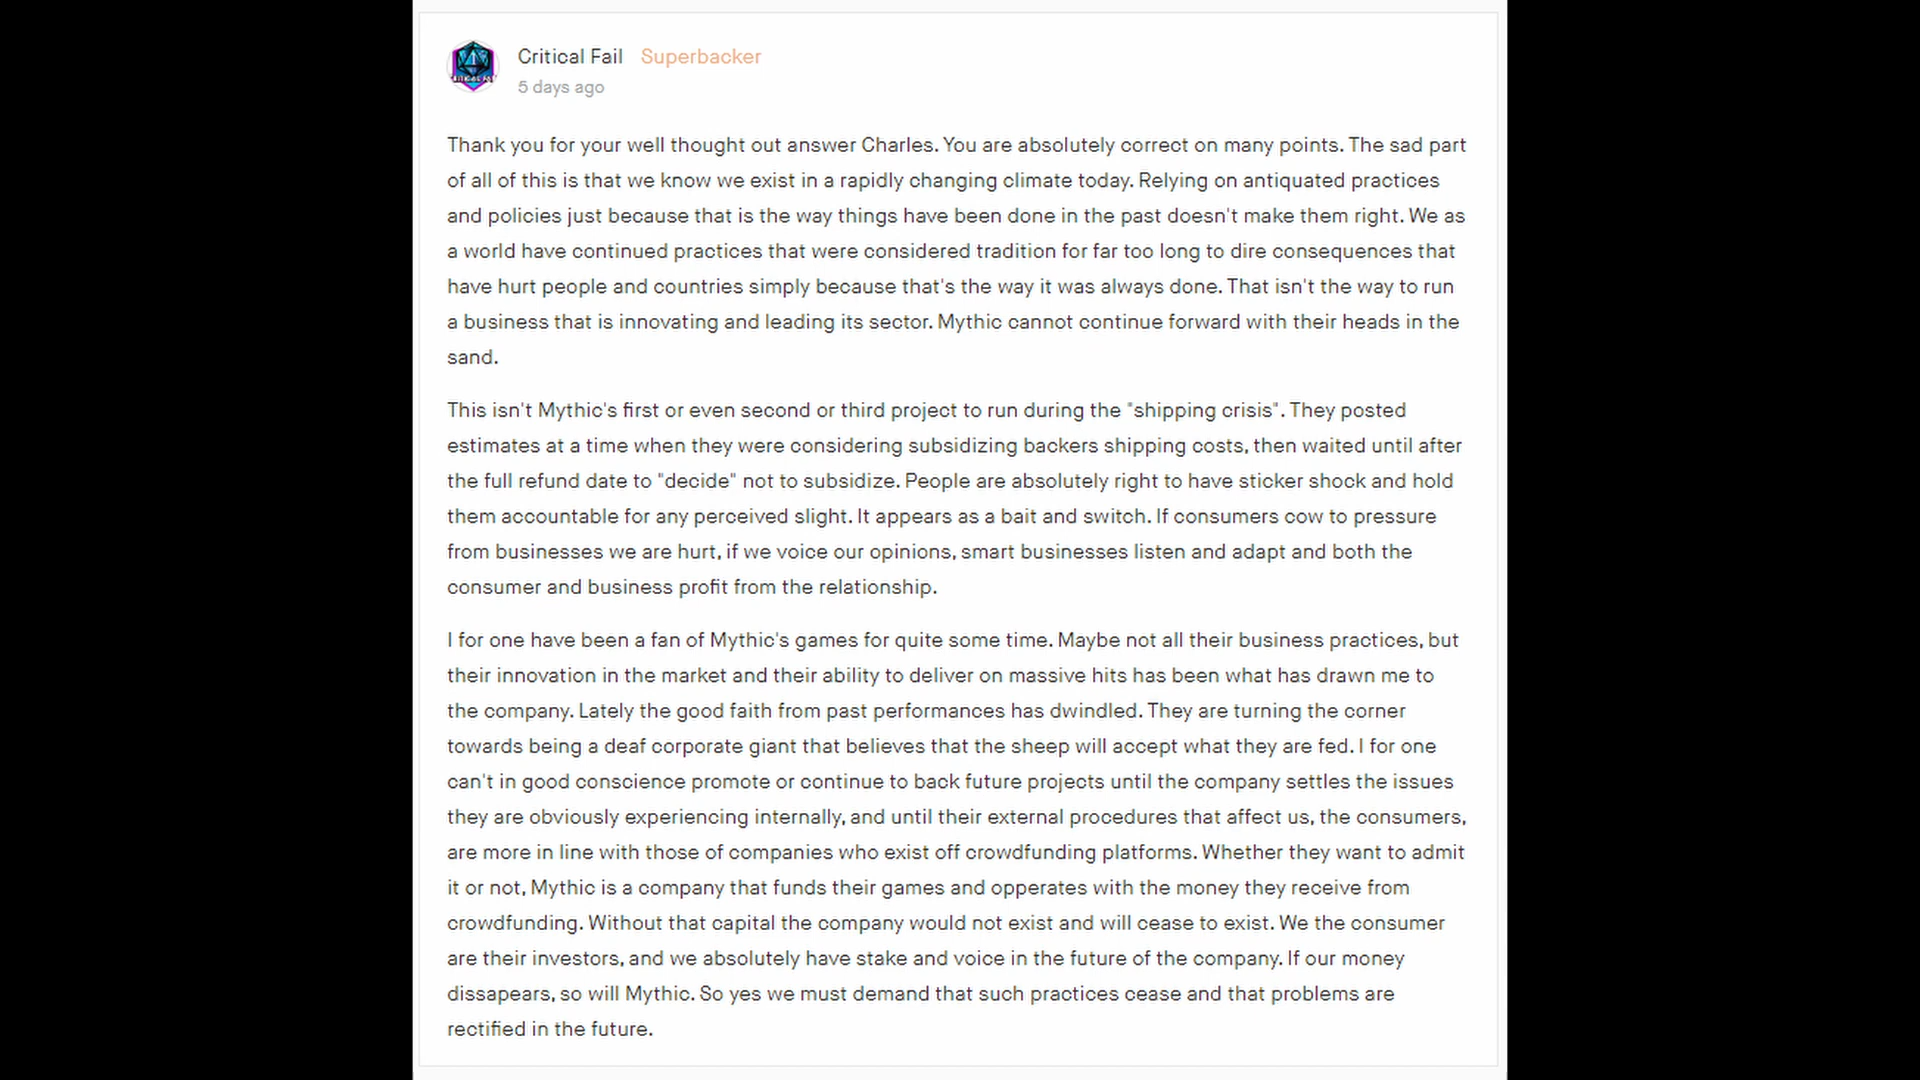 Critical Fail Superbacker
5 days ago
Thank you for your well thought out answer Charles. You are absolutely correct on many points. The sad part
of all of this is that we know we exist in a rapidly changing climate today. Relying on antiquated practices
and policies just because that is the way things have been done in the past doesn't make them right. We as
a world have continued practices that were considered tradition for far too long to dire consequences that
have hurt people and countries simply because that's the way it was always done. That isn't the way to run
a business that is innovating and leading its sector. Mythic cannot continue forward with their heads in the
sand.
This isn't Mythic's first or even second or third project to run during the "shipping crisis". They posted
estimates at a time when they were considering subsidizing backers shipping costs, then waited until after
the full refund date to "decide" not to subsidize. People are absolutely right to have sticker shock and hold
them accountable for any perceived slight. It appears as a bait and switch. If consumers cow to pressure
from businesses we are hurt, if we voice our opinions, smart businesses listen and adapt and both the
consumer and business profit from the relationship.
I for one have been a fan of Mythic's games for quite some time. Maybe not all their business practices, but
their innovation in the market and their ability to deliver on massive hits has been what has drawn me to
the company. Lately the good faith from past performances has dwindled. They are turning the corner
towards being a deaf corporate giant that believes that the sheep will accept what they are fed. I for one
can't in good conscience promote or continue to back future projects until the company settles the issues
they are obviously experiencing internally, and until their external procedures that affect us, the consumers,
are more in line with those of companies who exist off crowdfunding platforms. Whether they want to admit
it or not, Mythic is a company that funds their games and opperates with the money they receive from
crowdfunding. Without that capital the company would not exist and will cease to exist. We the consumer
are their investors, and we absolutely have stake and voice in the future of the company. If our money
dissapears, so will Mythic. So yes we must demand that such practices cease and that problems are
rectified in the future.